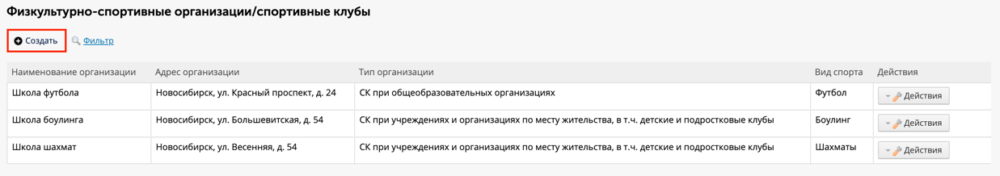 Физкультурно-спортивные организации/спортивные клубы
Создать Фильтр
Наименование организации Адрес организации Тип организации Вид спорта Действия
Школа футбола Новосибирск, ул. Красный проспект, д. 24 СК при общеобразовательных организациях Футбол Действия
Школа боулинга Новосибирск, ул. Большевитская, д. 54 СК при учреждениях и организациях по месту жительства, в т.ч. детские и подростковые клубы Боулинг Действия
Школа шахмат Новосибирск, ул. Весенняя, д. 54 СК при учреждениях и организациях по месту жительства, в т.ч. детские и подростковые клубы Шахматы Действия